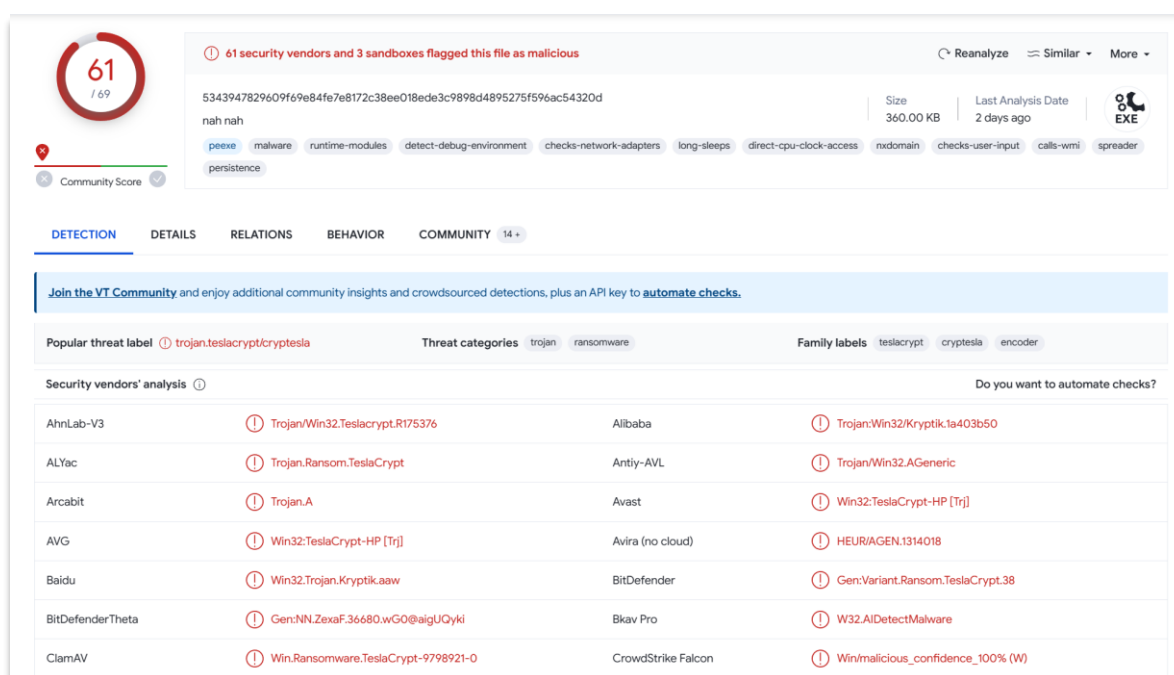 61
/ 69
Community Score
61 security vendors and 3 sandboxes flagged this file as malicious
Reanalyze Similar More
5343947829609f69e84fe7e8172c38ee018ede3c9898d4895275f596ac54320d
nah nah
Size
360.00 KB
Last Analysis Date
2 days ago
EXE
peexe malware runtime-modules detect-debug-environment checks-network-adapters long-sleeps direct-cpu-clock-access nxdomain checks-user-input calls-wmi spreader
persistence
DETECTION DETAILS RELATIONS BEHAVIOR COMMUNITY 14 +
Join the VT Community and enjoy additional community insights and crowdsourced detections, plus an API key to automate checks.
Popular threat label trojan.teslacrypt/cryptesla Threat categories trojan ransomware Family labels teslacrypt cryptesla encoder
Security vendors' analysis Do you want to automate checks?
AhnLab-V3 Trojan/Win32.Teslacrypt.R175376 Alibaba Trojan:Win32/Kryptik.1a403b50
ALYac Trojan.Ransom.TeslaCrypt Antiy-AVL Trojan/Win32.AGeneric
Arcabit Trojan.A Avast Win32:TeslaCrypt-HP [Trj]
AVG Win32:TeslaCrypt-HP [Trj] Avira (no cloud) HEUR/AGEN.1314018
Baidu Win32.Trojan.Kryptik.aaw BitDefender Gen:Variant.Ransom.TeslaCrypt.38
BitDefenderTheta Gen:NN.ZexaF.36680.wG0@aigUQyki Bkav Pro W32.AIDetectMalware
ClamAV Win.Ransomware.TeslaCrypt-9798921-0 CrowdStrike Falcon Win/malicious_confidence_100% (W)